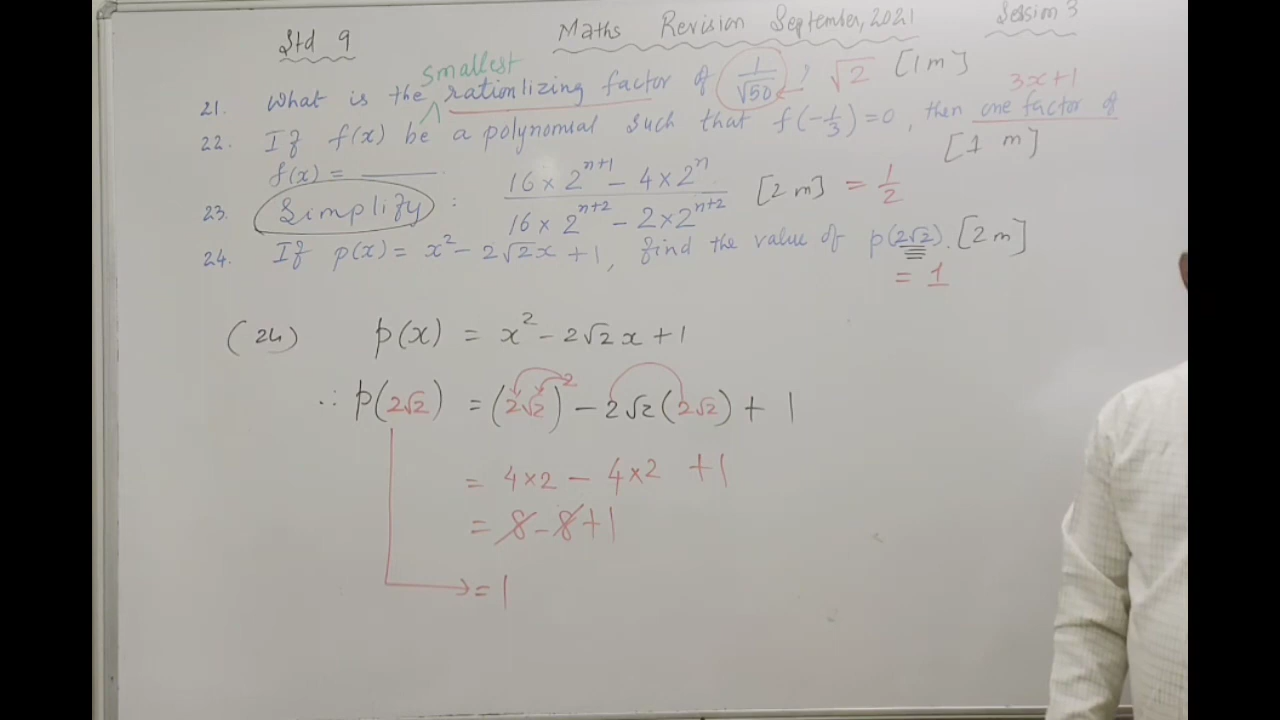 Std 9 Maths Revision September, 2021 Session 3
smallest
21. What is the ^ rationlizing factor of 1/√50 ? √2 [1m]
3x+1
22. If f(x) be a polynomial such that f(-1/3)=0, then one factor of
f(x) = ______ [1 m]
23. Simplify : (16 × 2^(n+1) - 4 × 2^n) / (16 × 2^(n+2) - 2 × 2^(n+2)) [2 m] = 1/2
24. If p(x) = x² - 2√2x + 1, find the value of p(2√2). [2 m]
= 1
(24) p(x) = x² - 2√2x + 1
∴ p(2√2) = (2√2)² - 2√2(2√2) + 1
= 4×2 - 4×2 + 1
= 8 - 8 + 1
= 1